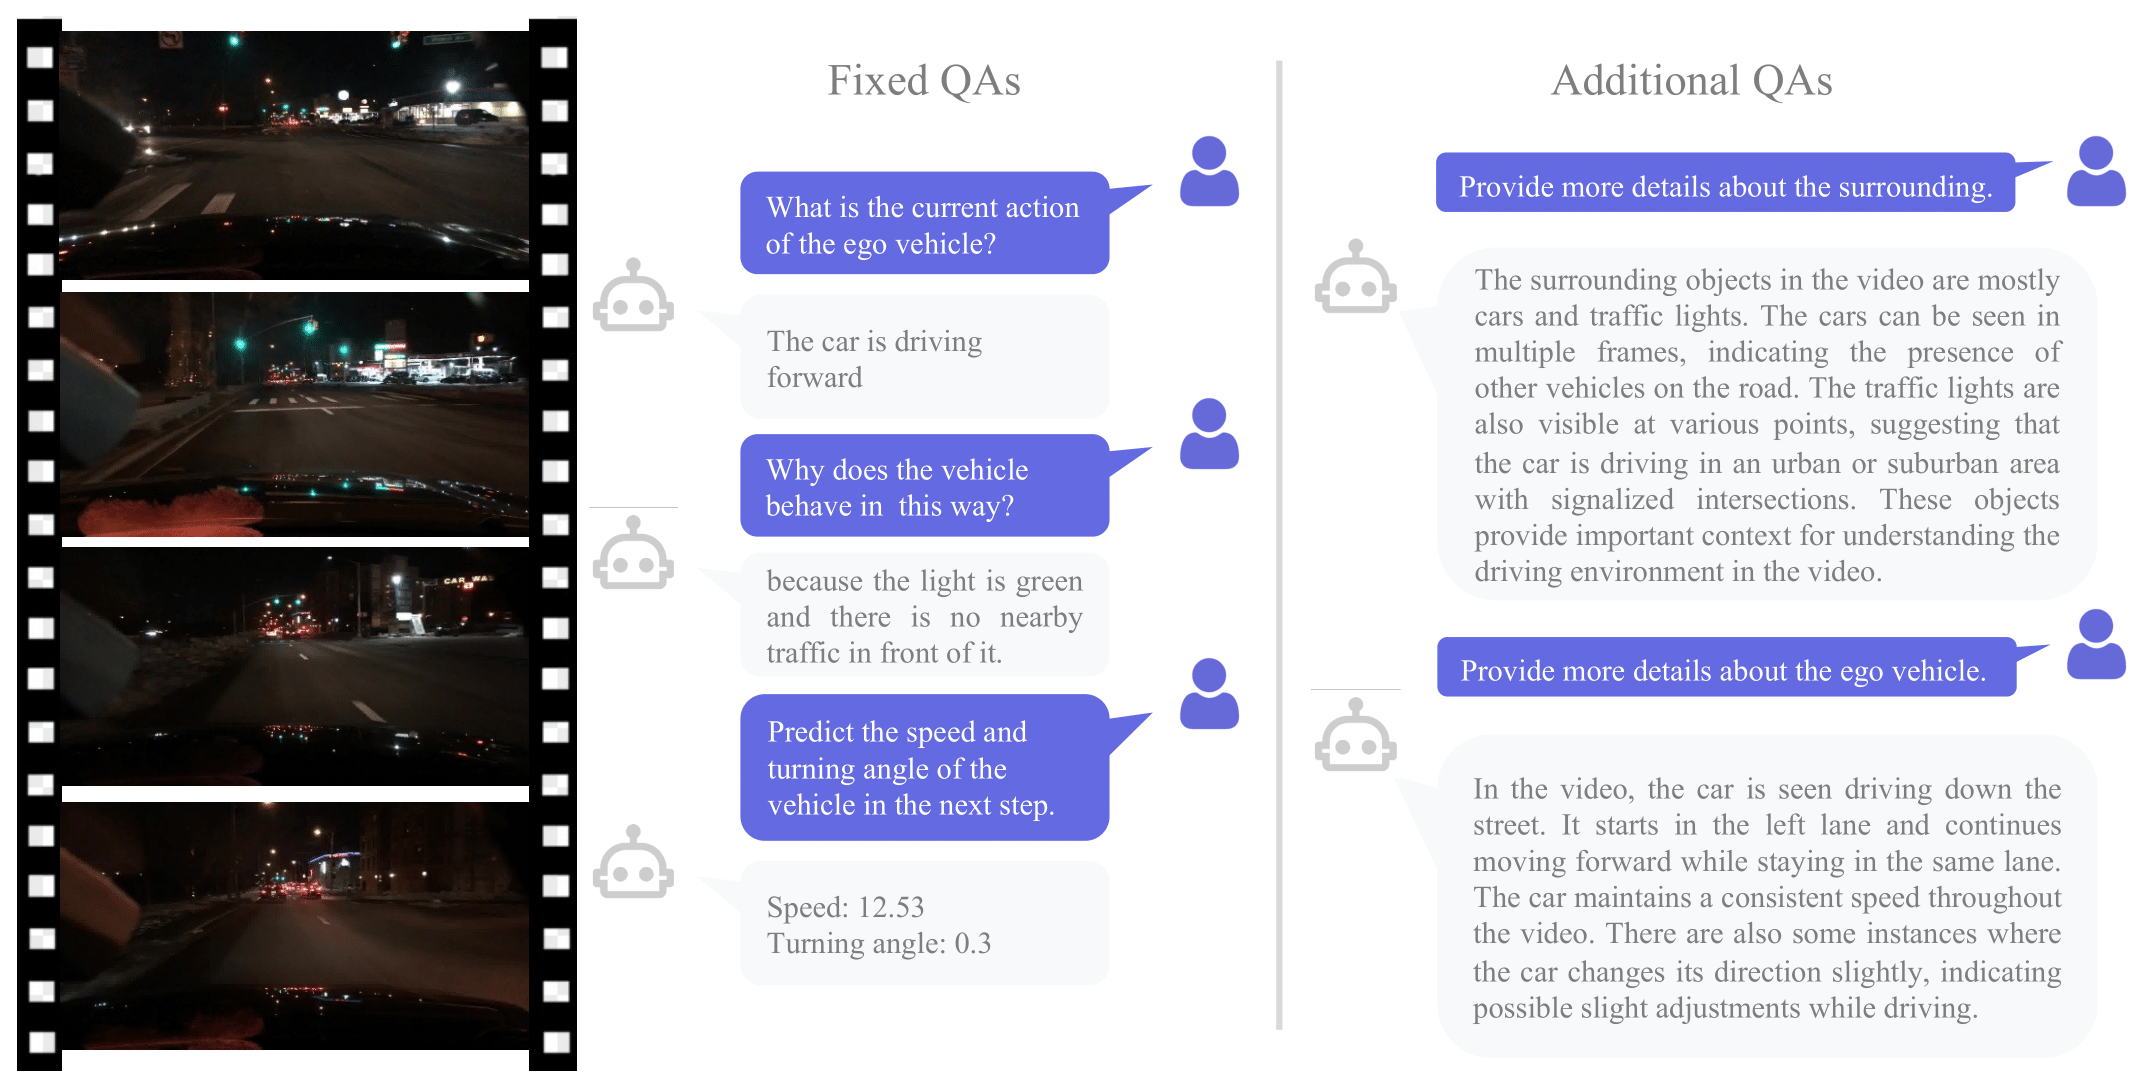 Fixed QAs
What is the current action
of the ego vehicle?
The car is driving
forward
Why does the vehicle
behave in  this way?
because the light is green
and there is no nearby
traffic in front of it.
Predict the speed and
turning angle of the
vehicle in the next step.
Speed: 12.53
Turning angle: 0.3
Additional QAs
Provide more details about the surrounding.
The surrounding objects in the video are mostly
cars and traffic lights. The cars can be seen in
multiple frames, indicating the presence of
other vehicles on the road. The traffic lights are
also visible at various points, suggesting that
the car is driving in an urban or suburban area
with signalized intersections. These objects
provide important context for understanding the
driving environment in the video.
Provide more details about the ego vehicle.
In the video, the car is seen driving down the
street. It starts in the left lane and continues
moving forward while staying in the same lane.
The car maintains a consistent speed throughout
the video. There are also some instances where
the car changes its direction slightly, indicating
possible slight adjustments while driving.
CAR WA